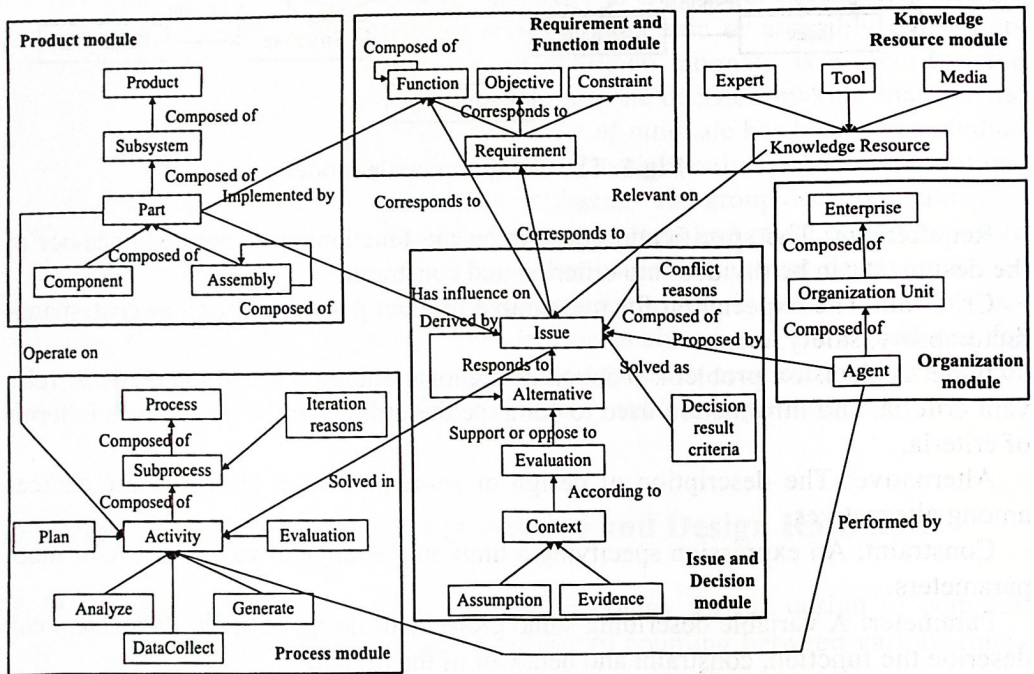 Product module
Product
Composed of
Subsystem
Composed of
Part
Composed of
Component
Assembly
Composed of
Implemented by
Operate on
Requirement and
Function module
Composed of
Function
Objective
Constraint
Corresponds to
Requirement
Corresponds to
Corresponds to
Knowledge
Resource module
Expert
Tool
Media
Knowledge Resource
Relevant on
Enterprise
Composed of
Organization Unit
Composed of
Agent
Organization
module
Proposed by
Performed by
Has influence
Derived by
Issue
Conflict
reasons
Composed of
Solved as
Responds to
Alternative
Decision
result
criteria
Support or oppose to
Evaluation
According to
Context
Assumption
Evidence
Issue and
Decision
module
Process
Iteration
reasons
Composed of
Subprocess
Solved in
Composed of
Plan
Activity
Evaluation
Analyze
Generate
DataCollect
Process module